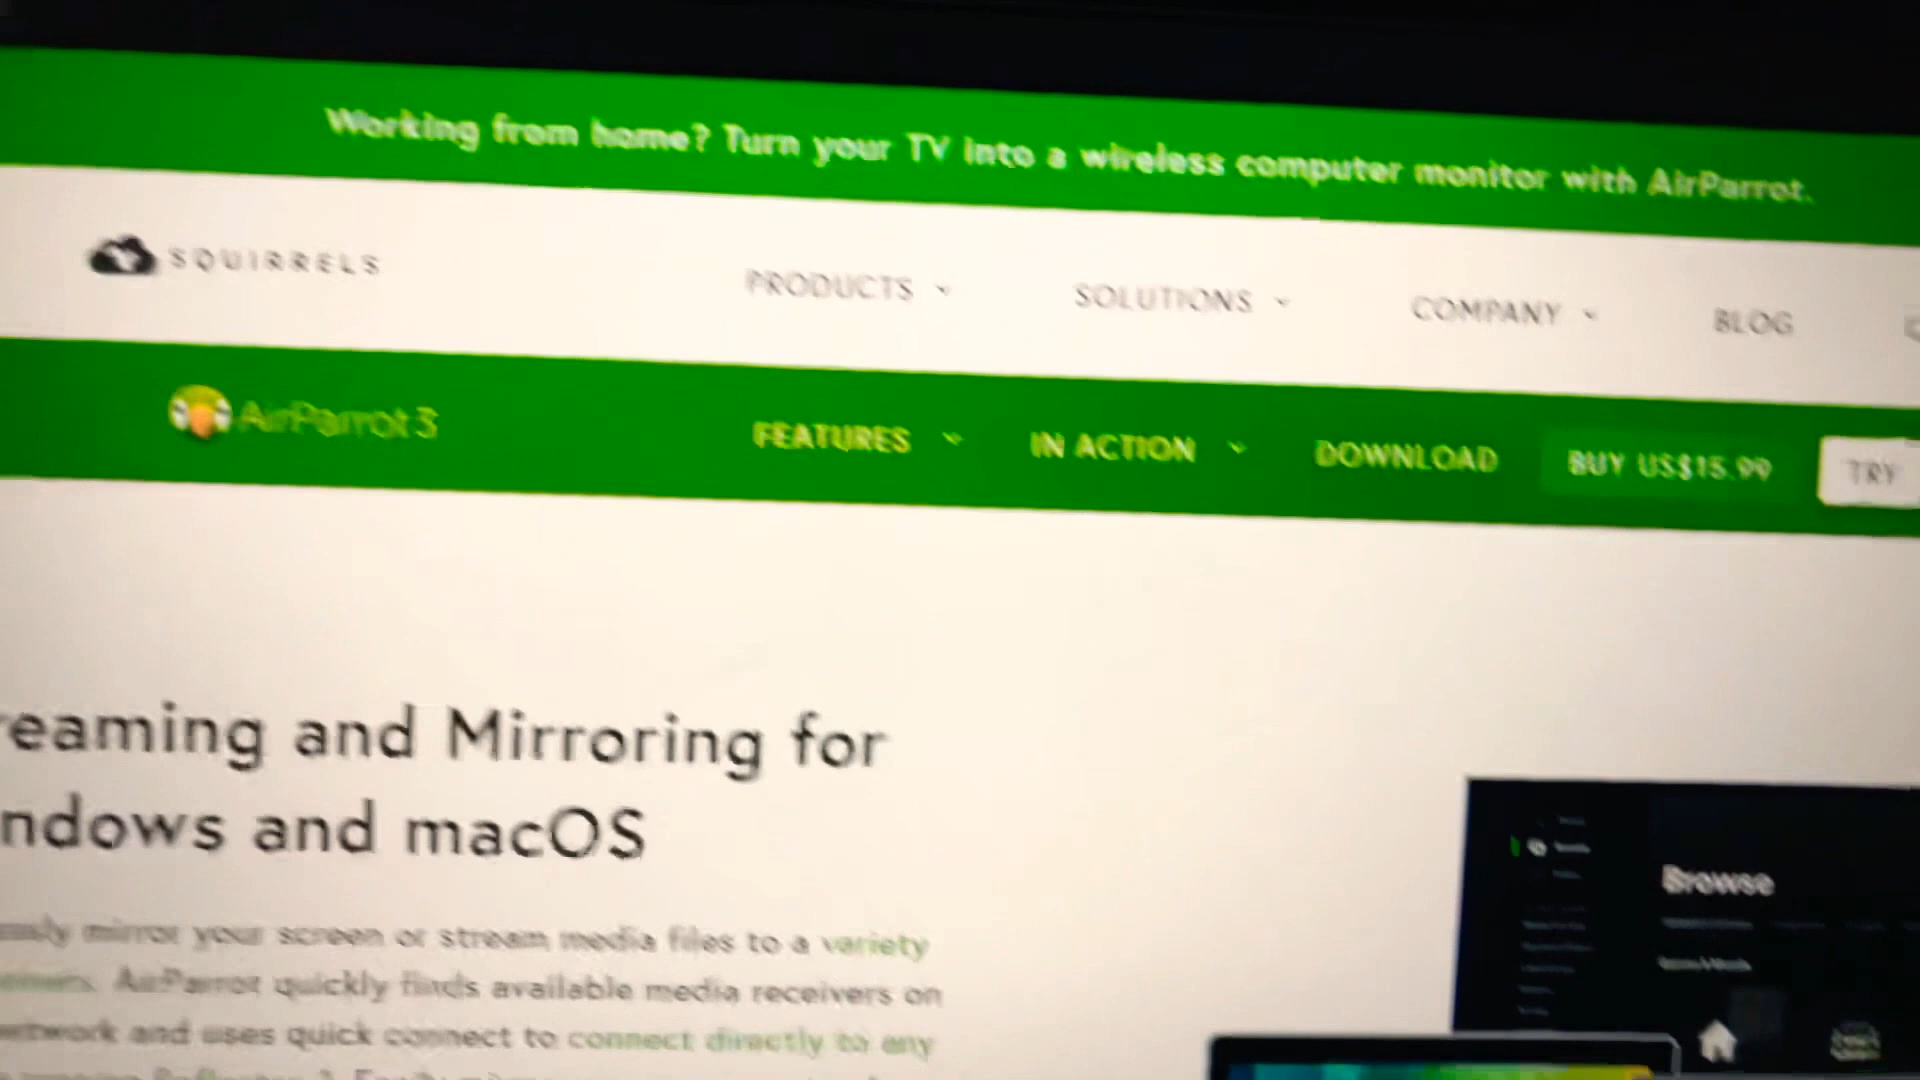 Working from home? Turn your TV into a wireless computer monitor with AirParrot.
SQUIRRELS
PRODUCTS
SOLUTIONS
COMPANY
BLOG
AirParrot 3
FEATURES
IN ACTION
DOWNLOAD
BUY US$15.99
TRY
reaming and Mirroring for
ndows and macOS
mirror your screen or stream media files to a variety
AirParrot quickly finds available media receivers on
network and uses quick connect to connect directly to any
Browse